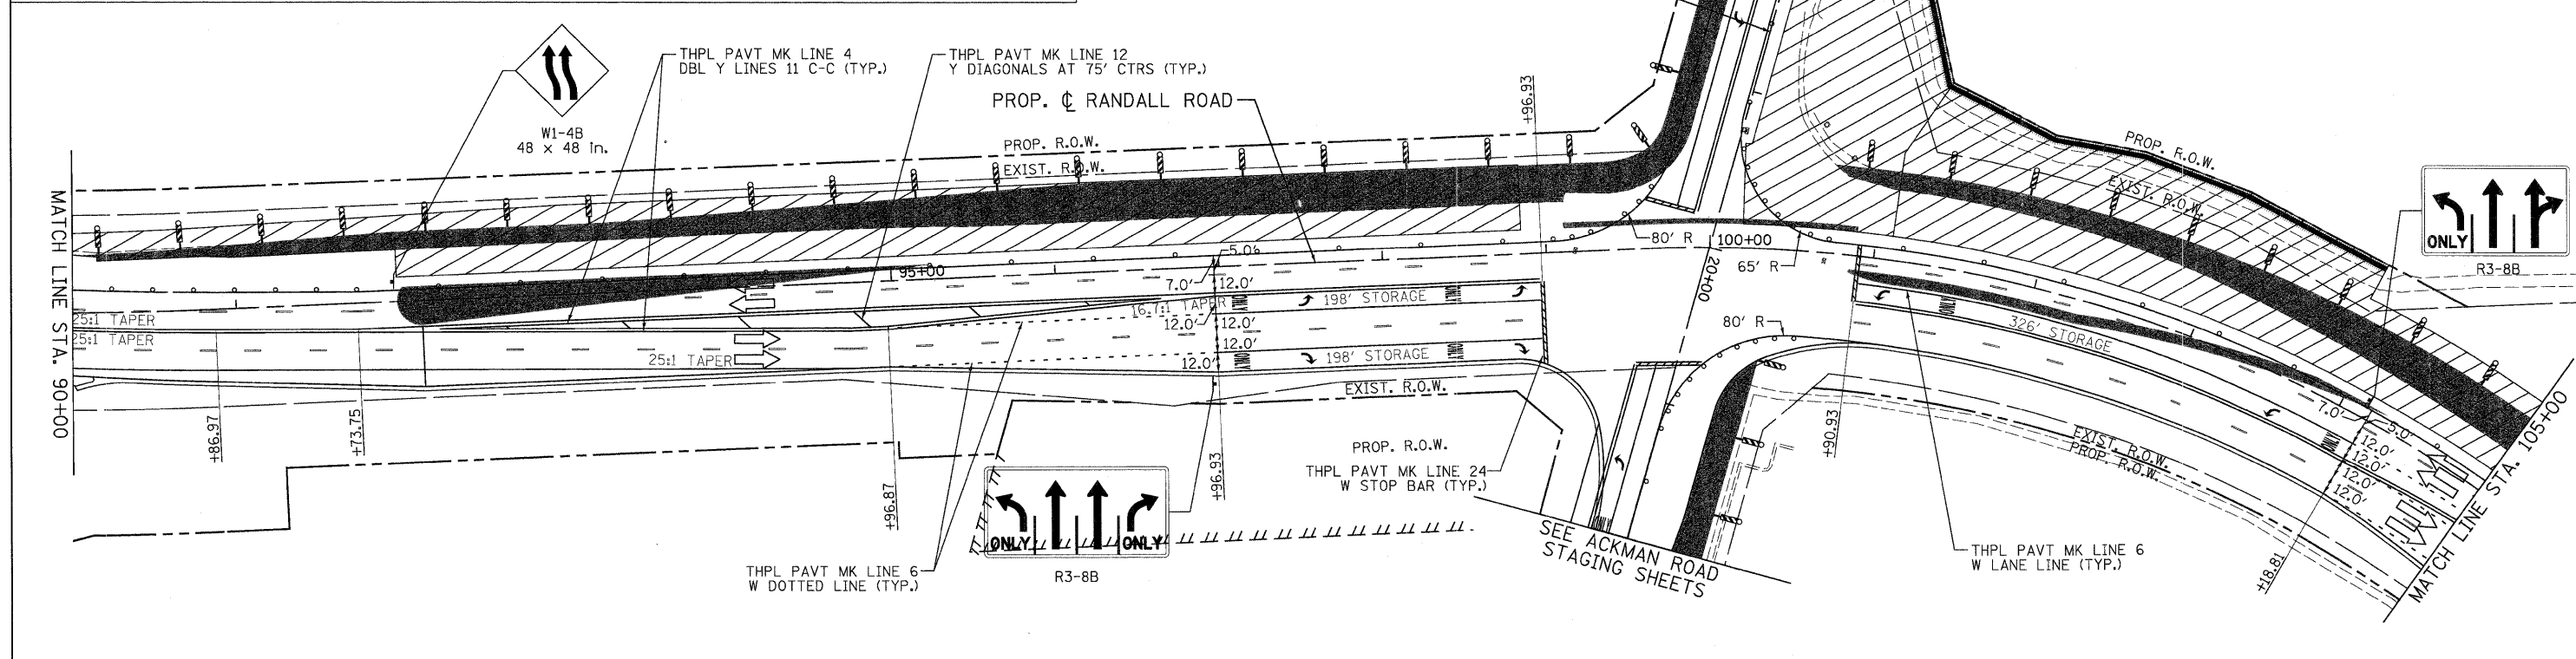 W1-4B
48 x 48 In.
THPL PAVT MK LINE 4
DBL Y LINES 11 C-C (TYP.)
THPL PAVT MK LINE 12
Y DIAGONALS AT 75' CTRS (TYP.)
PROP. ℄ RANDALL ROAD
+96.93
PROP. R.O.W.
EXIST. R.O.W.
PROP. R.O.W.
EXIST. R.O.W.
ONLY
R3-8B
MATCH LINE STA. 90+00
25:1 TAPER
25:1 TAPER
25:1 TAPER
95+00
5.0'
7.0'
12.0'
16.7:1 TAPER
12.0'
12.0'
12.0'
12.0'
ONLY
198' STORAGE
ONLY
ONLY
198' STORAGE
ONLY
80' R
100+00
65' R
20+00
80' R
ONLY
326' STORAGE
7.0'
5.0'
ONLY
12.0'
12.0'
12.0'
12.0'
EXIST. R.O.W.
PROP. R.O.W.
MATCH LINE STA. 105+00
+86.97
+73.75
+96.87
+96.93
+90.93
+18.81
EXIST. R.O.W.
PROP. R.O.W.
THPL PAVT MK LINE 24
W STOP BAR (TYP.)
ONLY
ONLY
R3-8B
THPL PAVT MK LINE 6
W DOTTED LINE (TYP.)
SEE ACKMAN ROAD
STAGING SHEETS
THPL PAVT MK LINE 6
W LANE LINE (TYP.)